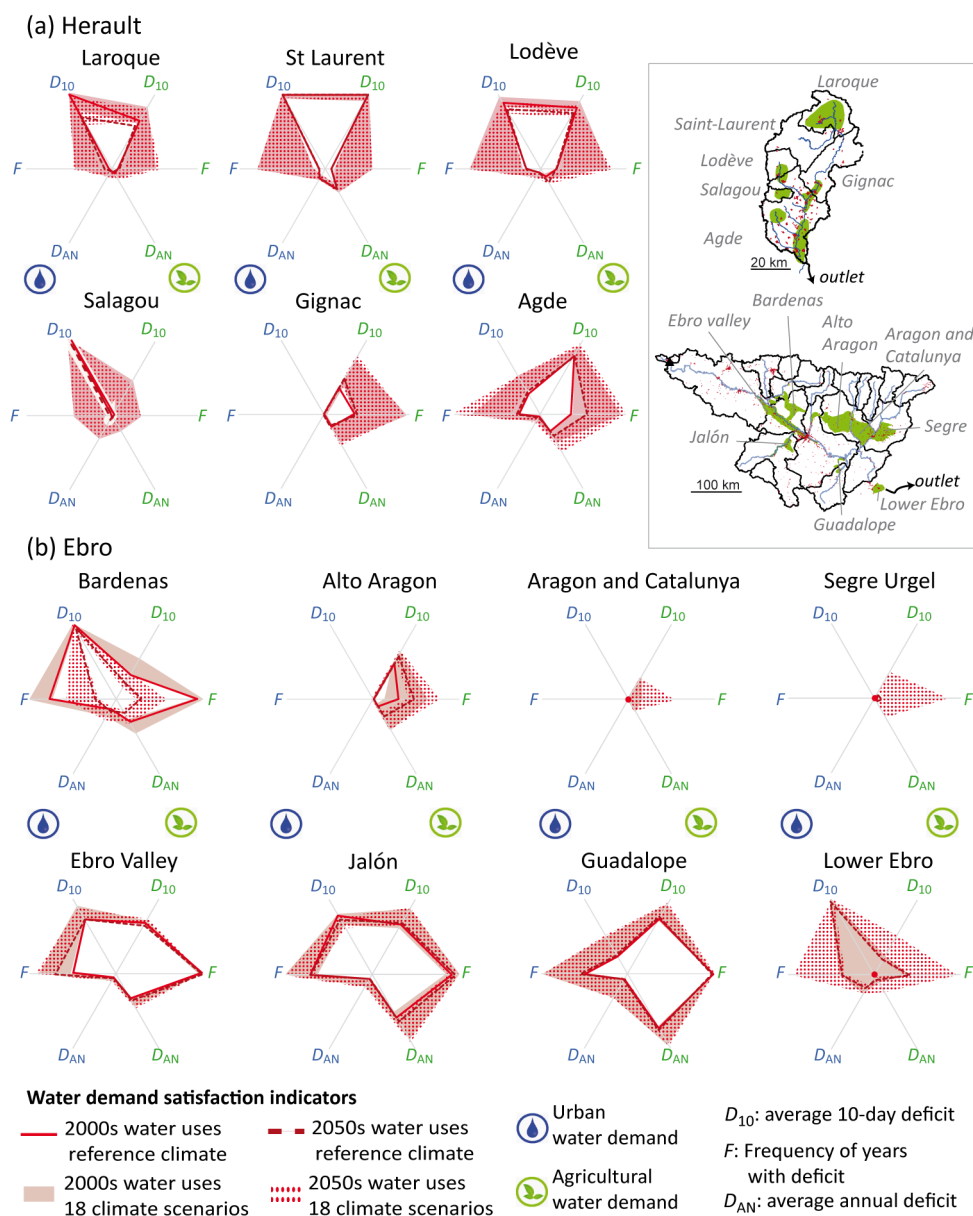 (a) Herault
Laroque
St Laurent
Lodève
D10
D10
D10
D10
D10
D10
F
F
F
F
F
F
DAN
DAN
DAN
DAN
DAN
DAN
Salagou
Gignac
Agde
D10
D10
D10
D10
D10
D10
F
F
F
F
F
F
DAN
DAN
DAN
DAN
DAN
DAN
Laroque
Saint-Laurent
Lodève
Salagou
Gignac
Agde
20 km
outlet
Bardenas
Ebro valley
Alto
Aragon
Aragon and
Catalunya
Jalón
Segre
100 km
outlet
Lower Ebro
Guadalope
(b) Ebro
Bardenas
Alto Aragon
Aragon and Catalunya
Segre Urgel
D10
D10
D10
D10
D10
D10
D10
D10
F
F
F
F
F
F
F
F
DAN
DAN
DAN
DAN
DAN
DAN
DAN
DAN
Ebro Valley
Jalón
Guadalope
Lower Ebro
D10
D10
D10
D10
D10
D10
D10
D10
F
F
F
F
F
F
F
F
DAN
DAN
DAN
DAN
DAN
DAN
DAN
DAN
Water demand satisfaction indicators
2000s water uses
reference climate
2050s water uses
reference climate
2000s water uses
18 climate scenarios
2050s water uses
18 climate scenarios
Urban
water demand
Agricultural
water demand
D10: average 10-day deficit
F: Frequency of years
with deficit
DAN: average annual deficit